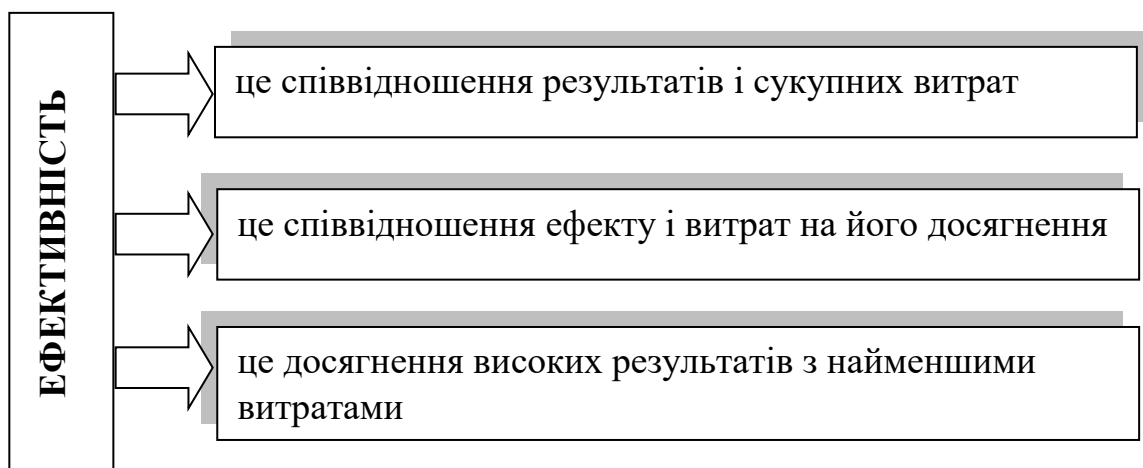 ЕФЕКТИВНІСТЬ
це співвідношення результатів і сукупних витрат
це співвідношення ефекту і витрат на його досягнення
це досягнення високих результатів з найменшими
витратами